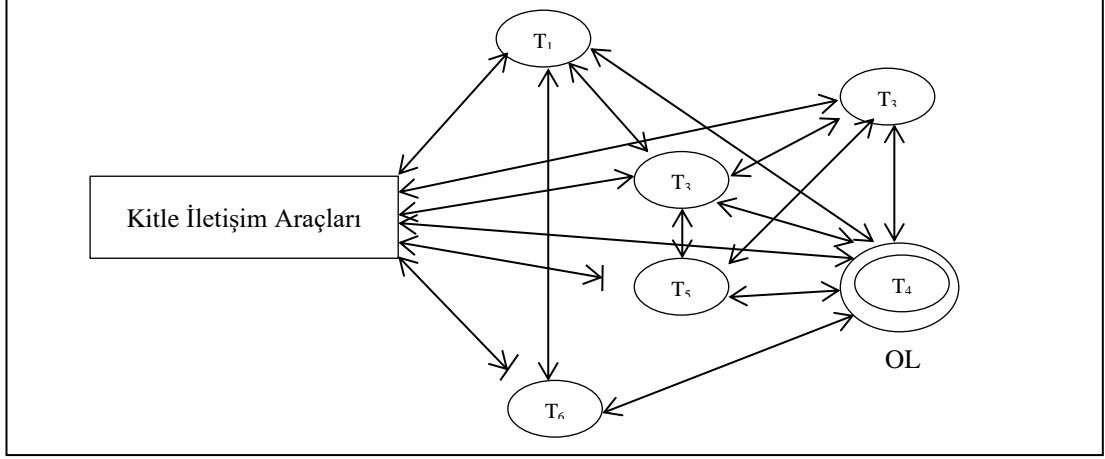 T₁
T₃
T₃
Kitle İletişim Araçları
T₅
T₄
OL
T₆